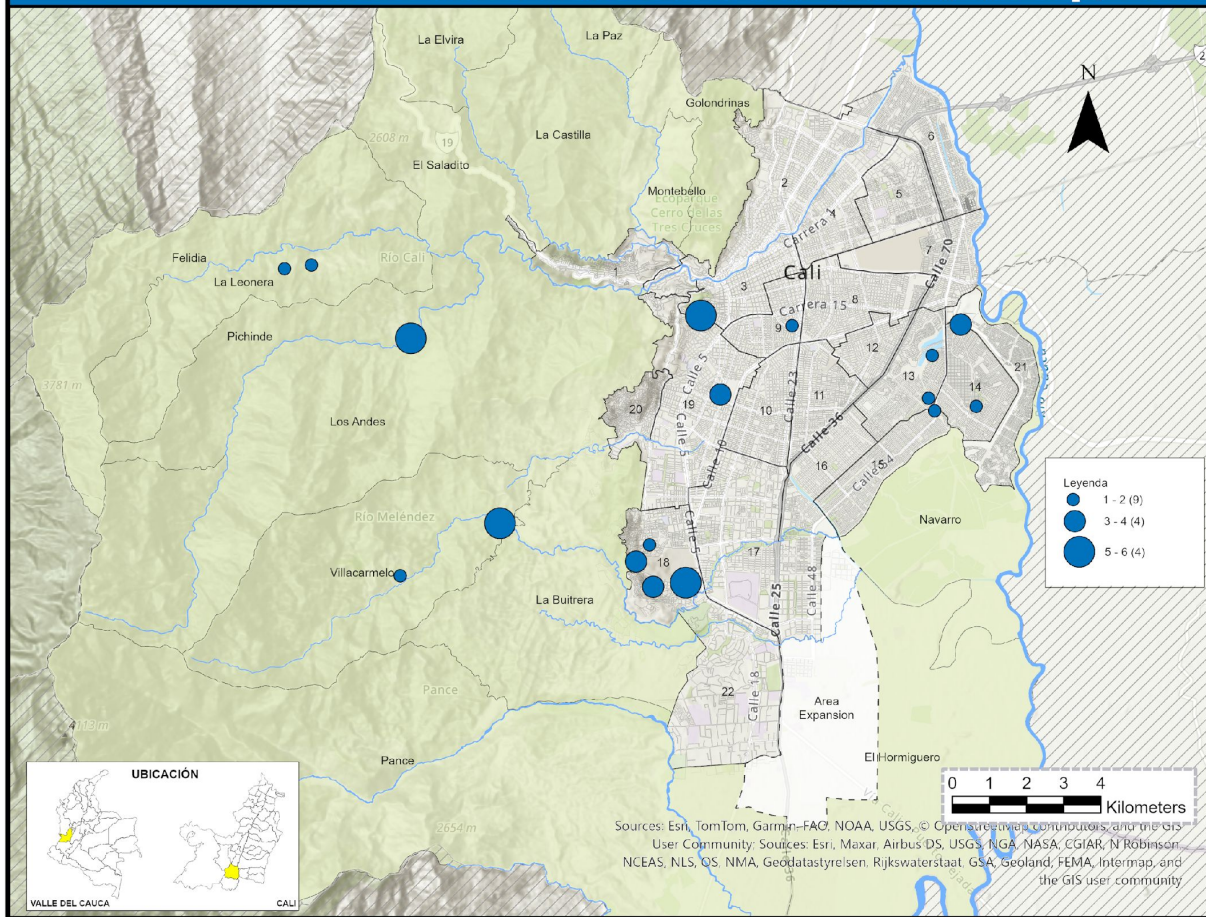 La Elvira
La Paz
N
Golondrinas
6
2608 m
19
La Castilla
2
5
El Saladito
Montebello
Ecoparque
Cerro de las
Tres Cruces
4
Carrera 1
7
Calle 70
Felidia
Río Cali
1
Cali
La Leonera
3
8
Carrera 15
9
Pichinde
12
21
3781 m
Calle 5
13
14
20
19
Calle 23
11
10
Los Andes
Calle 5
Calle 36
Calle 10
16
15
Calle 54
Leyenda
1 - 2 (9)
3 - 4 (4)
5 - 6 (4)
Río Meléndez
Navarro
Calle 5
17
18
Villacarmelo
Calle 48
La Buitrera
Calle 25
Pance
22
Calle 18
4113 m
Area
Expansion
Pance
El Hormiguero
UBICACIÓN
VALLE DEL CAUCA
CALI
2654 m
0 1 2 3 4
Kilometers
Sources: Esri, TomTom, Garmin, FAO, NOAA, USGS, © OpenStreetMap contributors, and the GIS
User Community; Sources: Esri, Maxar, Airbus DS, USGS, NGA, NASA, CGIAR, N Robinson,
NCEAS, NLS, OS, NMA, Geodatastyrelsen, Rijkswaterstaat, GSA, Geoland, FEMA, Intermap, and
the GIS user community